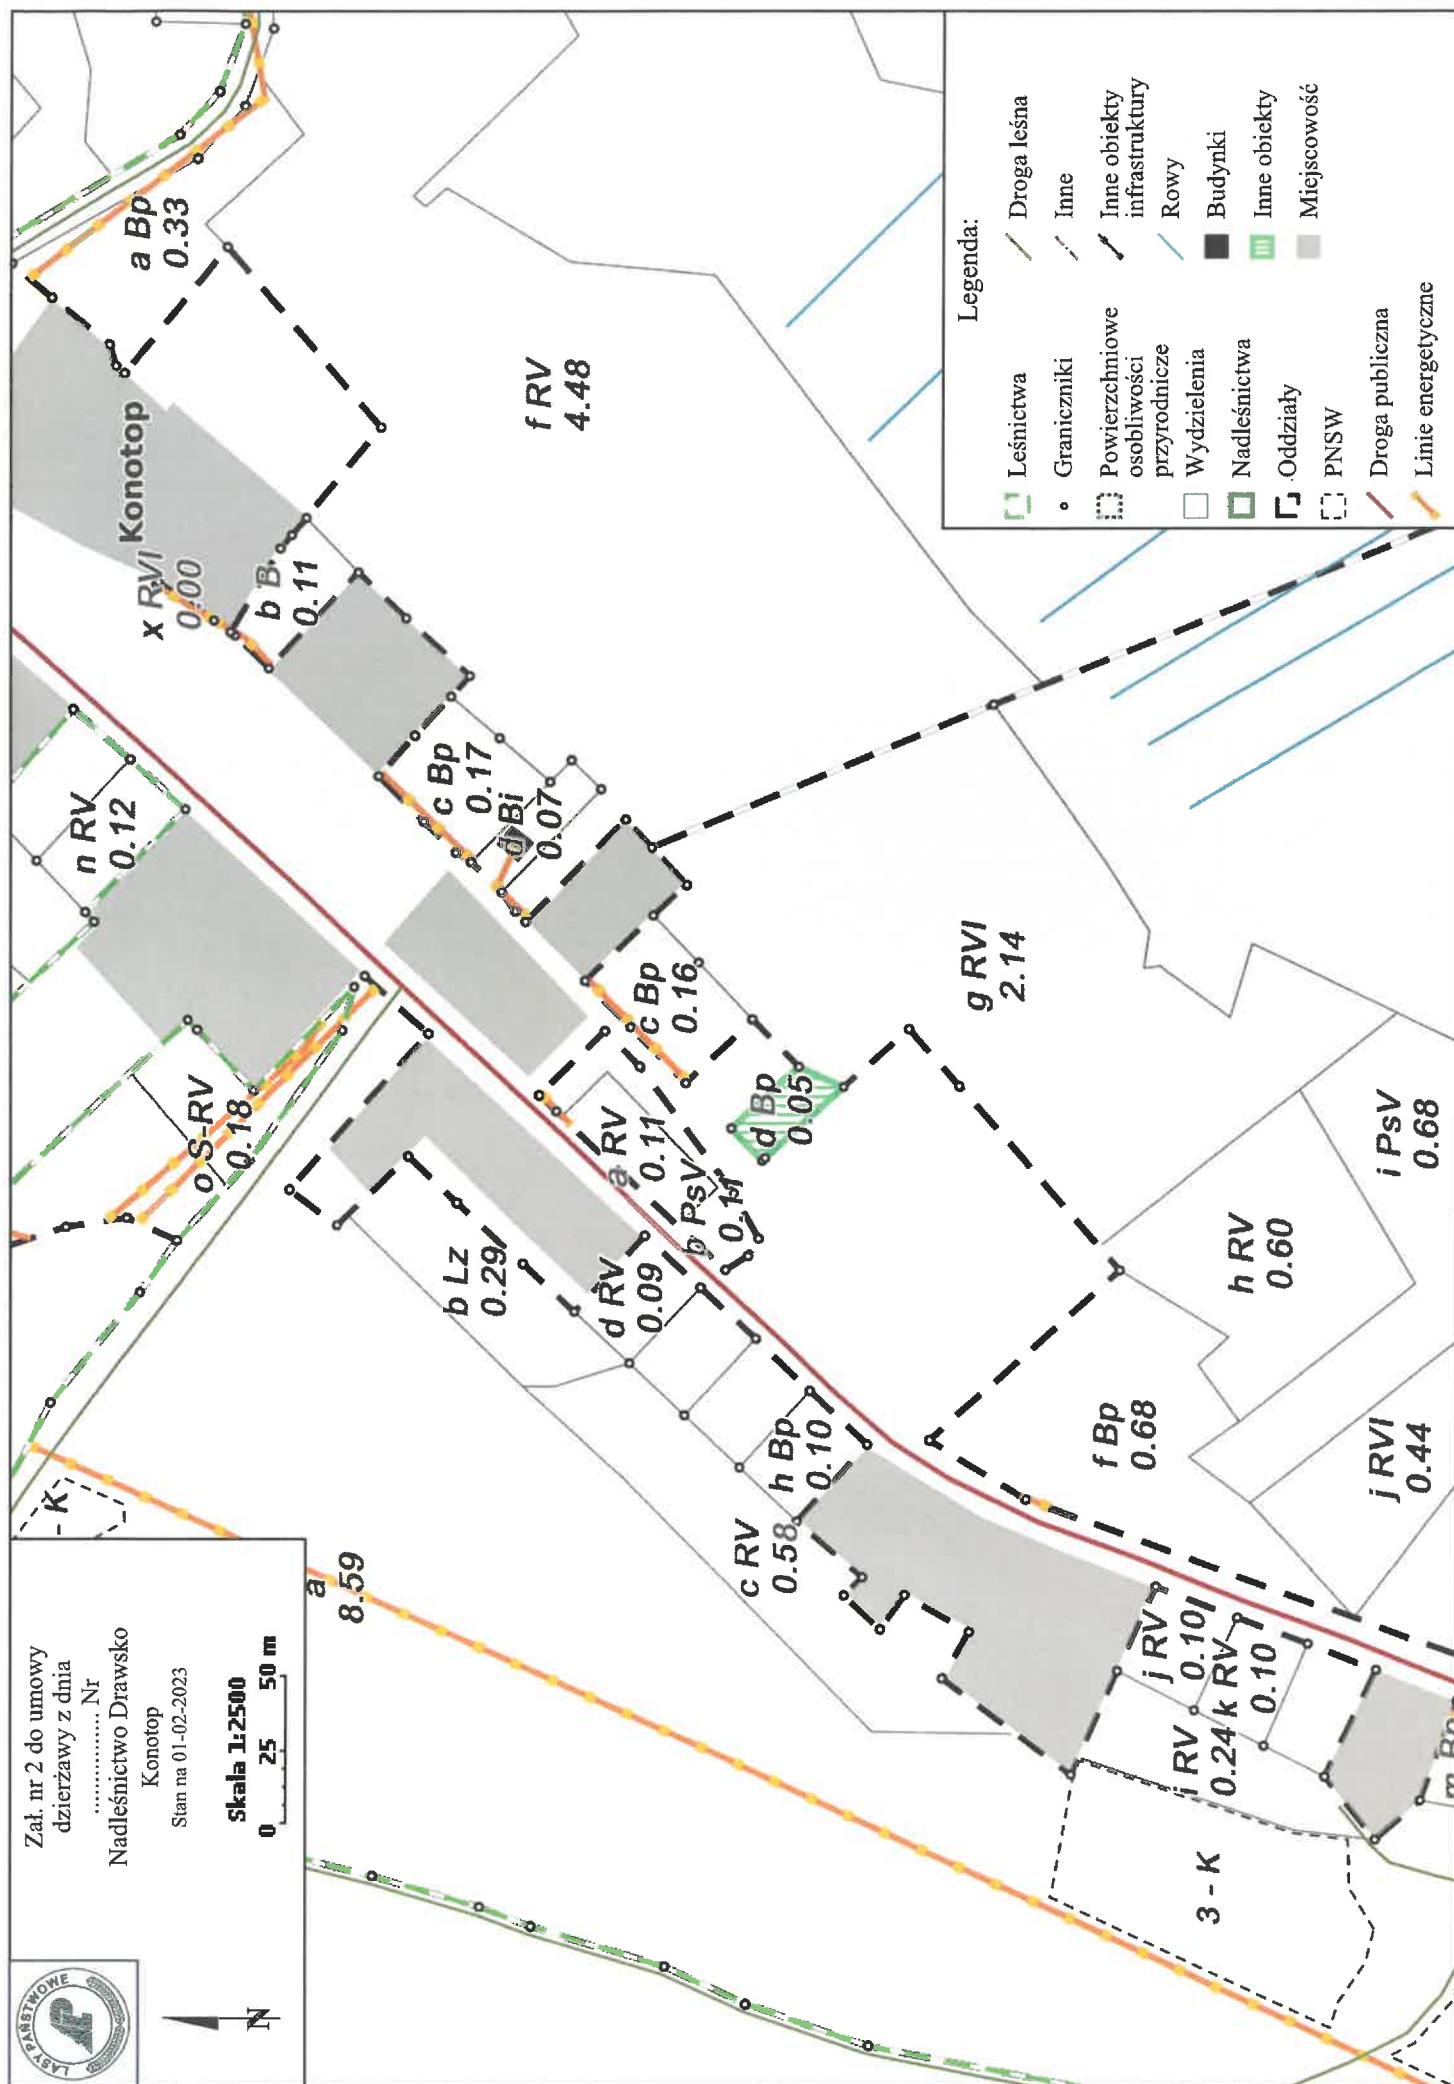 LASY PAŃSTWOWE
Zał. nr 2 do umowy
dzierżawy z dnia
............... Nr
Nadleśnictwo Drawsko
Konotop
Stan na 01-02-2023
Skala 1:2500
0 25 50 m
N
- K
a
8.59
o S-RV
0.18
n RV
0.12
x RVI
0.00
Konotop
a Bp
0.33
b B
0.11
f RV
4.48
c Bp
0.17
d Bi
0.07
c Bp
0.16
b Lz
0.29
a RV
0.11
d RV
0.09
b PsV
0.11
d Bp
0.05
g RVI
2.14
h Bp
0.10
c RV
0.58
f Bp
0.68
h RV
0.60
i PsV
0.68
j RVI
0.44
j RV
0.10
i RV
0.24
k RV
0.10
3 - K
Legenda:
Leśnictwa
Graniczniki
Powierzchniowe
osobliwości
przyrodnicze
Wydzielenia
Nadleśnictwa
Oddziały
PNSW
Droga publiczna
Linie energetyczne
Droga leśna
Inne
Inne obiekty
infrastruktury
Rowy
Budynki
Inne obiekty
Miejscowość